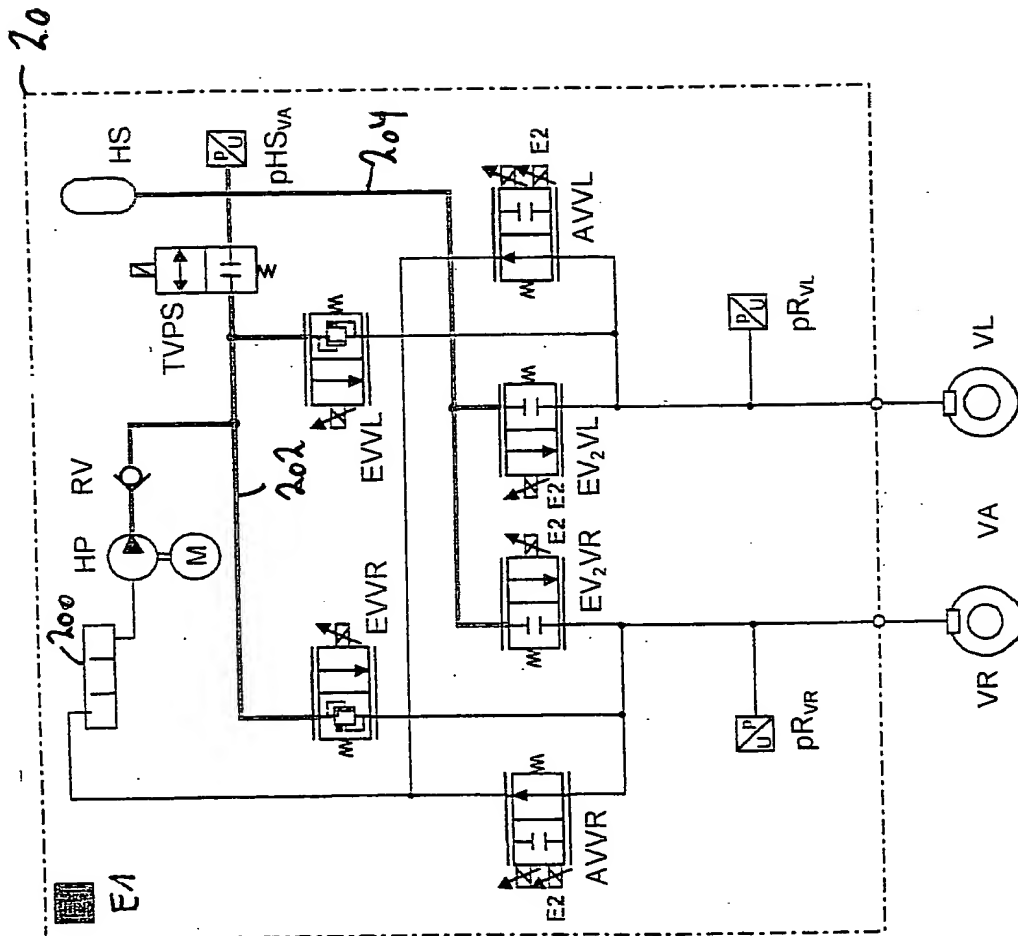 20
HS
P/U
pHS_VA
204
TVPS
RV
HP
M
200
202
EVVL
EVVR
E2
AVVL
E2
EV₂VL
E2
EV₂VR
E2
AVVR
P/U
pR_VL
P/U
pR_VR
VL
VA
VR
E1